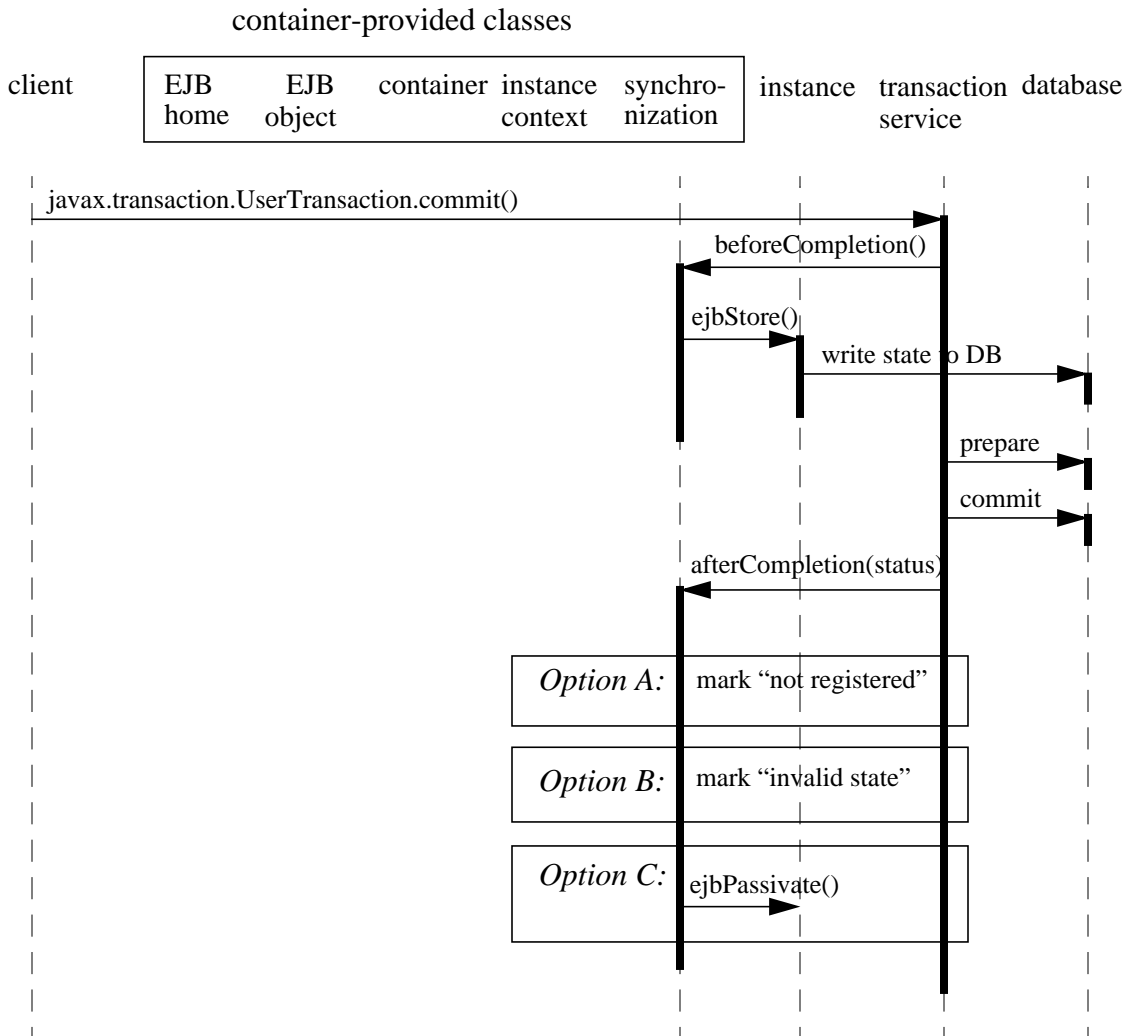 container-provided classes
client EJB EJB container instance synchro- instance transaction database
home object context nization service
javax.transaction.UserTransaction.commit()
beforeCompletion()
ejbStore()
write state to DB
prepare
commit
afterCompletion(status)
Option A: mark “not registered”
Option B: mark “invalid state”
Option C: ejbPassivate()